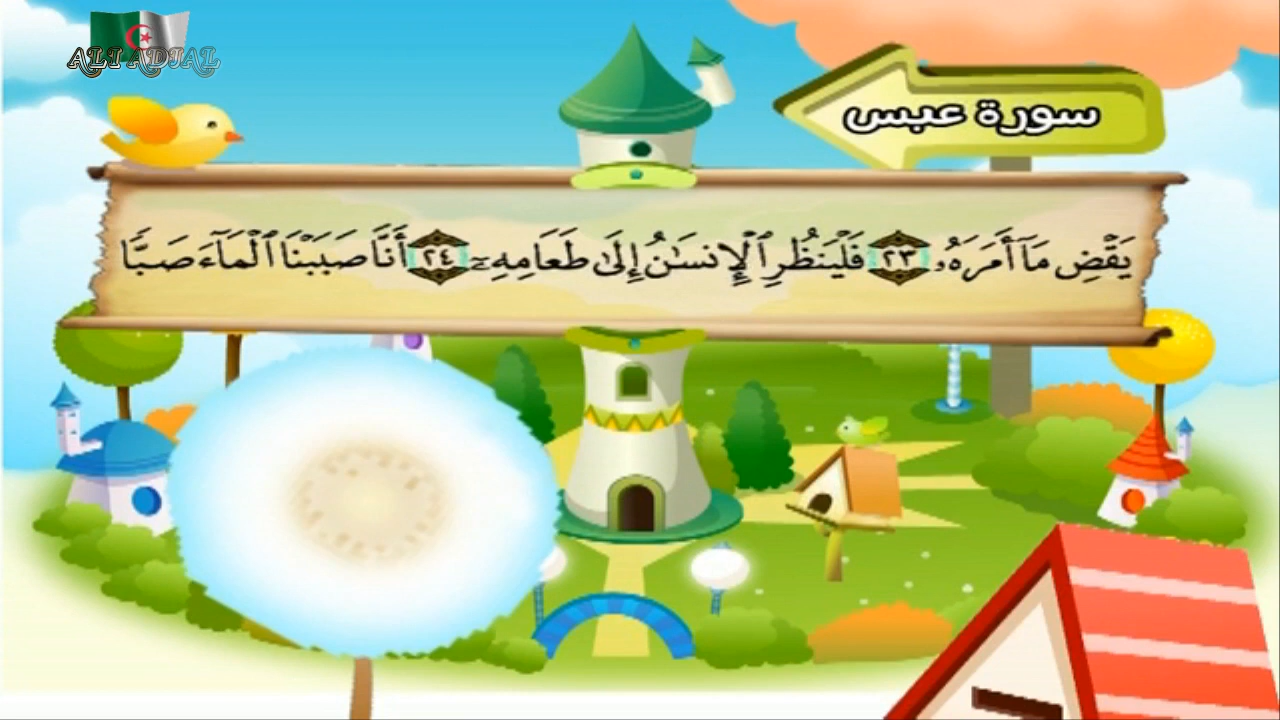 ALI ADJAL
سورة عبس
يَقْضِ مَآ أَمَرَهُۥ ٢٣ فَلْيَنظُرِ ٱلْإِنسَٰنُ إِلَىٰ طَعَامِهِۦٓ ٢٤ أَنَّا صَبَبْنَا ٱلْمَآءَ صَبًّا